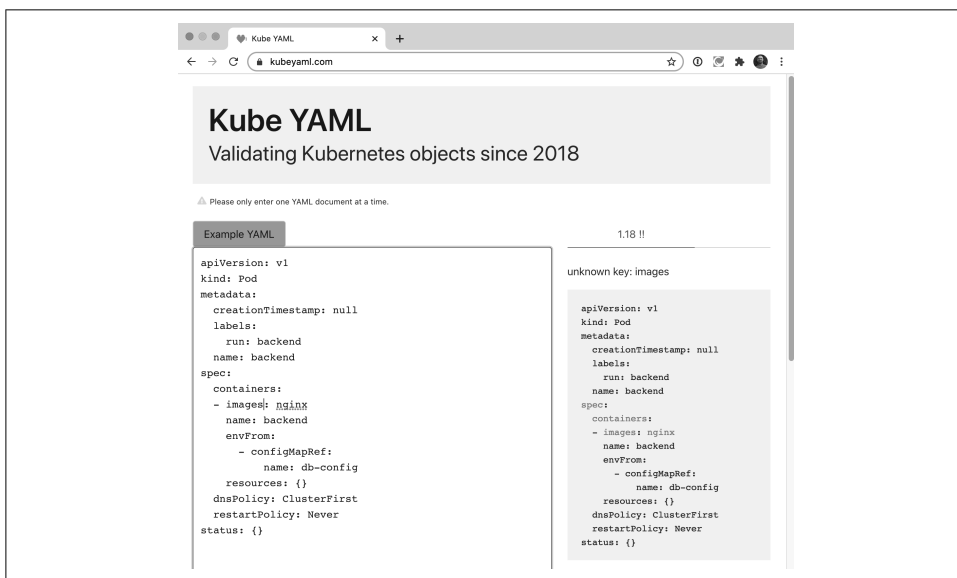 Kube YAML
kubeyaml.com
Kube YAML
Validating Kubernetes objects since 2018
Please only enter one YAML document at a time.
Example YAML
apiVersion: v1
kind: Pod
metadata:
  creationTimestamp: null
  labels:
    run: backend
  name: backend
spec:
  containers:
  - images: nginx
    name: backend
    envFrom:
      - configMapRef:
          name: db-config
    resources: {}
  dnsPolicy: ClusterFirst
  restartPolicy: Never
status: {}
1.18 !!
unknown key: images
apiVersion: v1
kind: Pod
metadata:
  creationTimestamp: null
  labels:
    run: backend
  name: backend
spec:
  containers:
  - images: nginx
    name: backend
    envFrom:
      - configMapRef:
          name: db-config
    resources: {}
  dnsPolicy: ClusterFirst
  restartPolicy: Never
status: {}